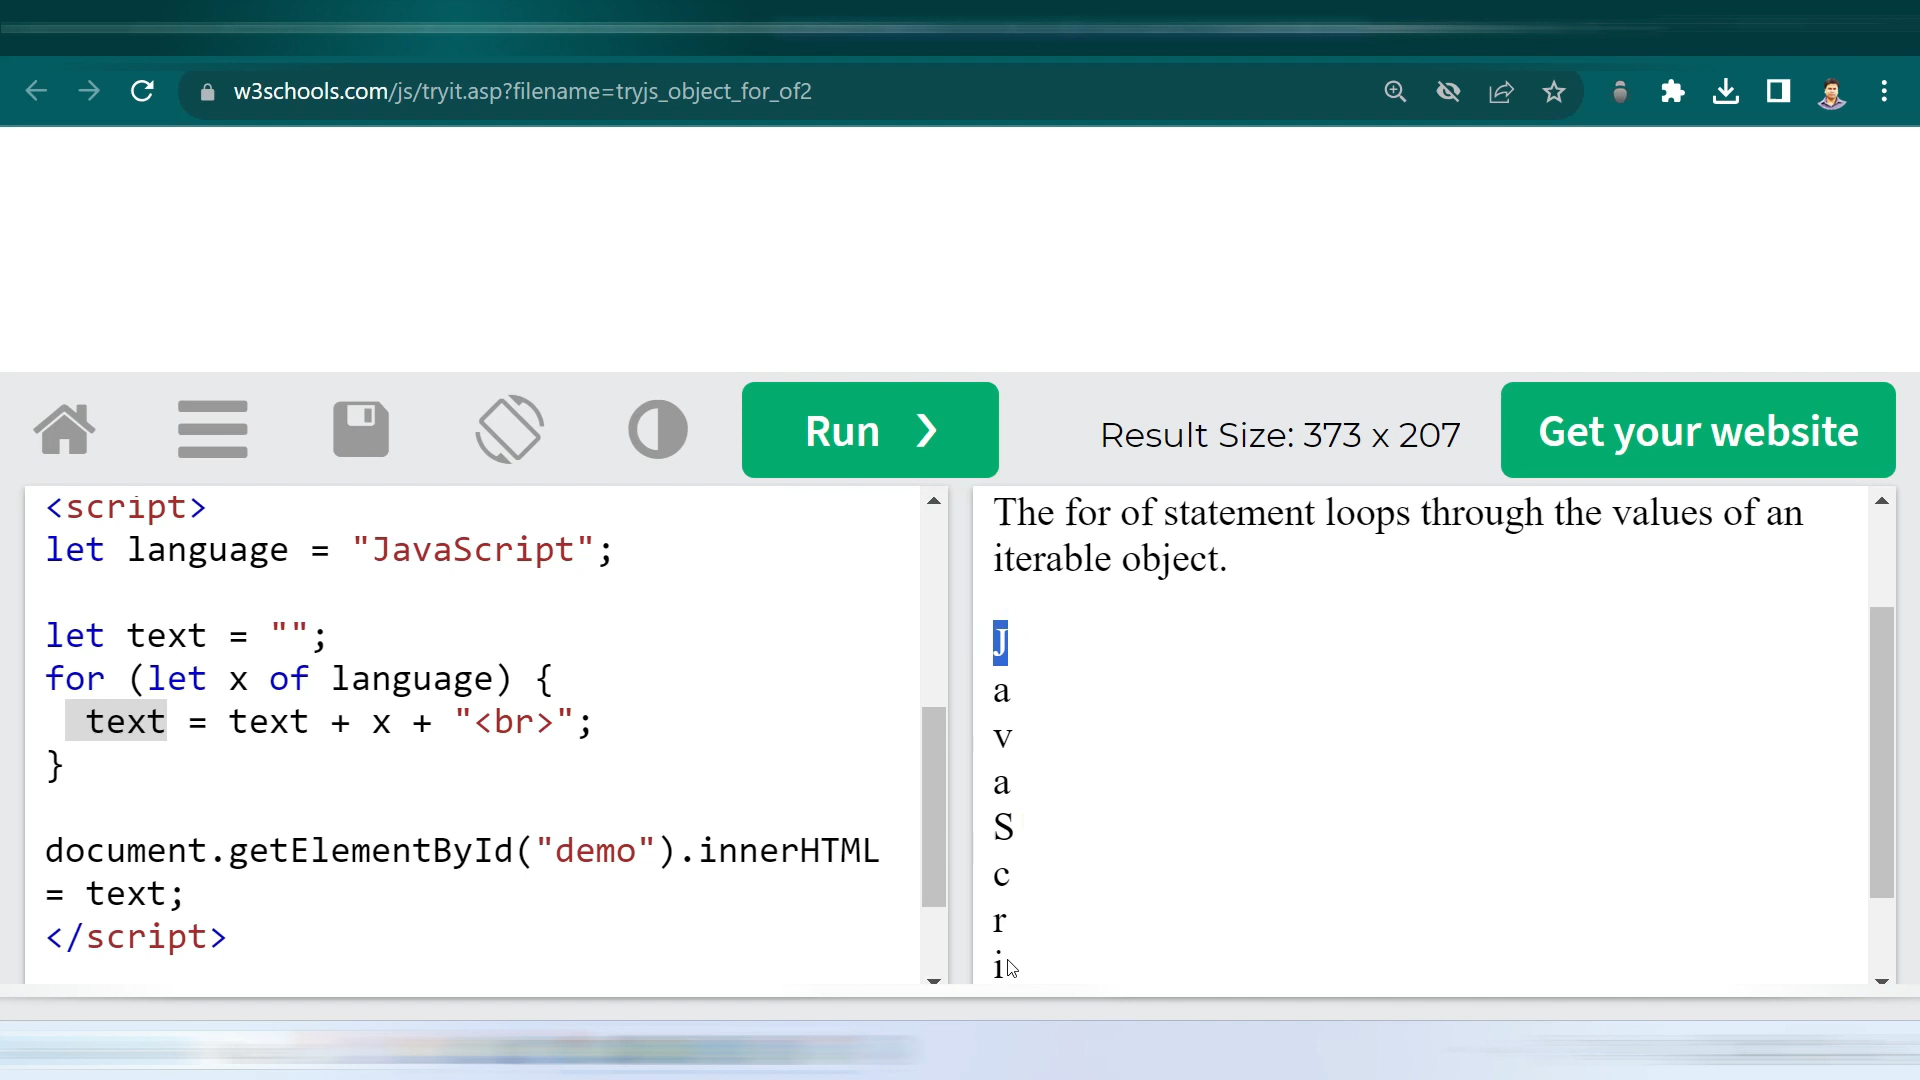 w3schools.com/js/tryit.asp?filename=tryjs_object_for_of2
Run ❯
Result Size: 373 x 207
Get your website
<script>
let language = "JavaScript";
let text = "";
for (let x of language) {
text = text + x + "<br>";
}
document.getElementById("demo").innerHTML
= text;
</script>
The for of statement loops through the values of an
iterable object.
J
a
v
a
S
c
r
i